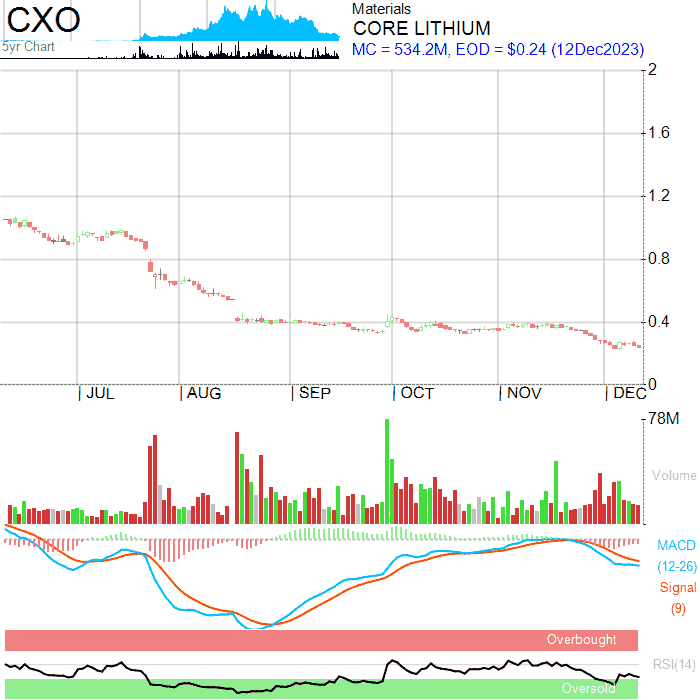 CXO
5yr Chart
Materials
CORE LITHIUM
MC = 534.2M, EOD = $0.24 (12Dec2023)
2
1.6
1.2
0.8
0.4
0
JUL
AUG
SEP
OCT
NOV
DEC
78M
Volume
MACD
(12-26)
Signal
(9)
Overbought
RSI(14)
Oversold